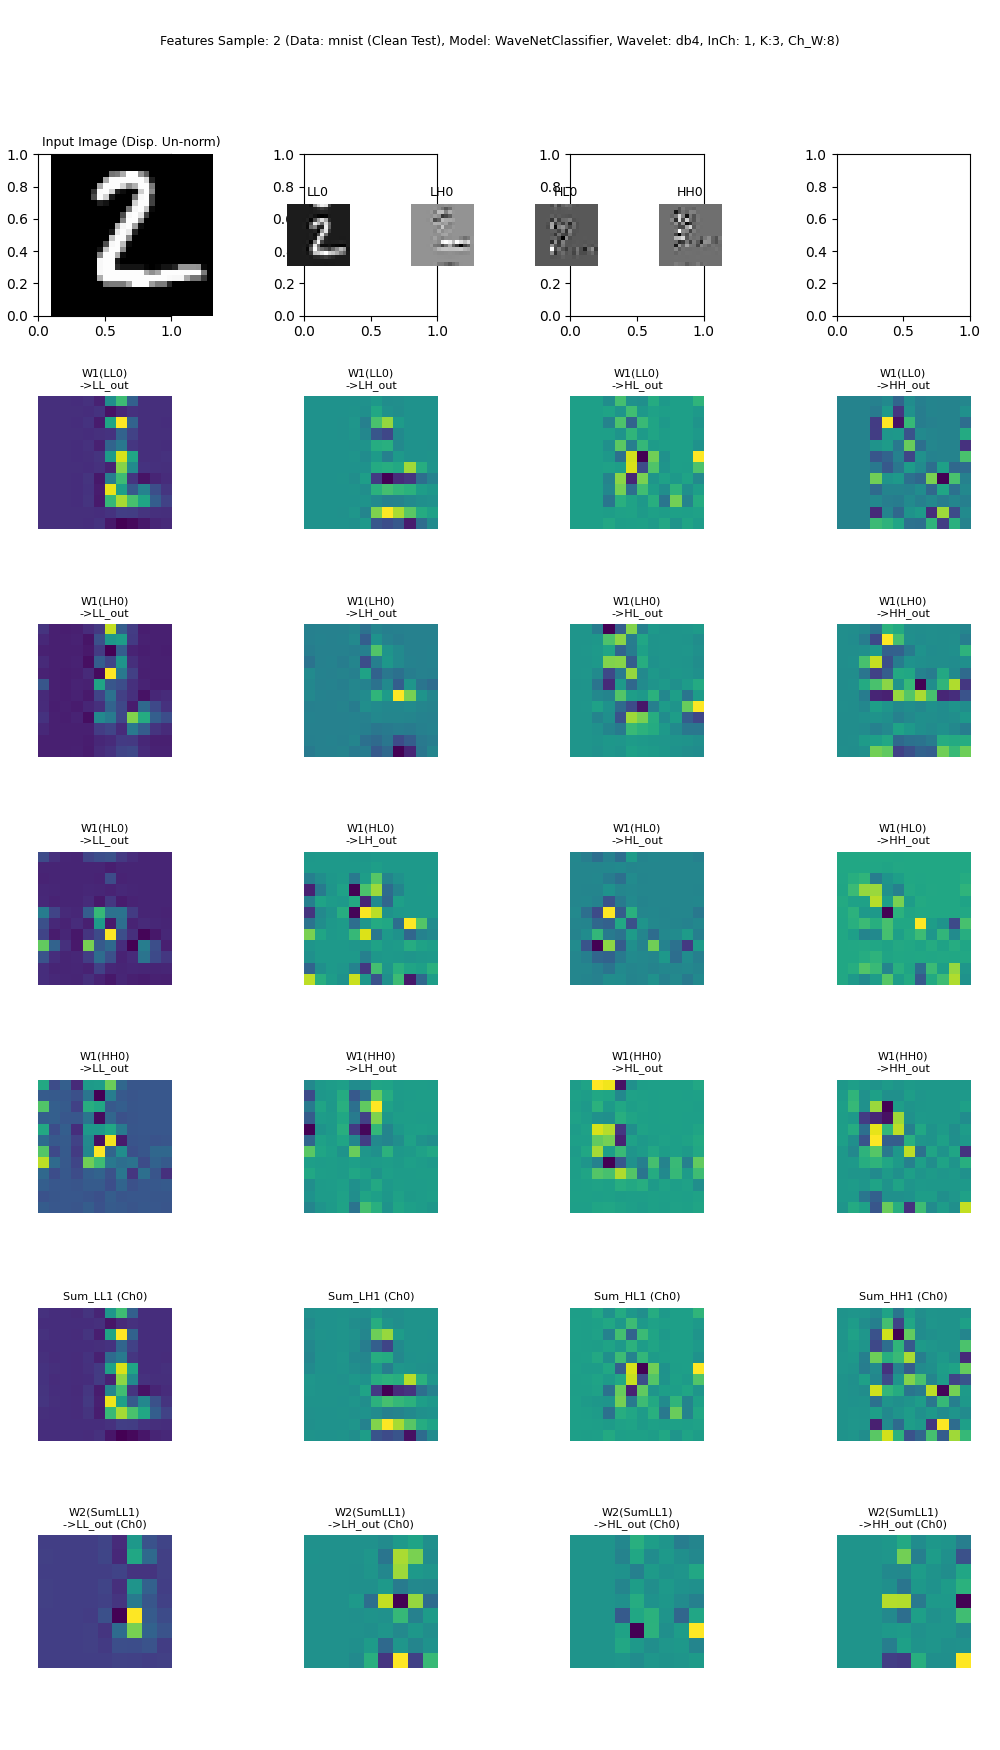 Features Sample: 2 (Data: mnist (Clean Test), Model: WaveNetClassifier, Wavelet: db4, InCh: 1, K:3, Ch_W:8)
Input Image (Disp. Un-norm)
1.0 0.8 0.6 0.4 0.2 0.0
0.0 0.5 1.0
2
1.0 0.8 0. 0. 0.2 0.0
0.0 0.5 1.0
LL0 LH0 HL0 HH0
1.0 0.8 0.6 0.4 0.2 0.0
0.0 0.5 1.0
1.0 0.8 0.6 0.4 0.2 0.0
0.0 0.5 1.0
W1(LL0) W1(LL0) W1(LL0) W1(LL0)
->LL_out ->LH_out ->HL_out ->HH_out
W1(LH0) W1(LH0) W1(LH0) W1(LH0)
->LL_out ->LH_out ->HL_out ->HH_out
W1(HL0) W1(HL0) W1(HL0) W1(HL0)
->LL_out ->LH_out ->HL_out ->HH_out
W1(HH0) W1(HH0) W1(HH0) W1(HH0)
->LL_out ->LH_out ->HL_out ->HH_out
Sum_LL1 (Ch0) Sum_LH1 (Ch0) Sum_HL1 (Ch0) Sum_HH1 (Ch0)
W2(SumLL1) W2(SumLL1) W2(SumLL1) W2(SumLL1)
->LL_out (Ch0) ->LH_out (Ch0) ->HL_out (Ch0) ->HH_out (Ch0)